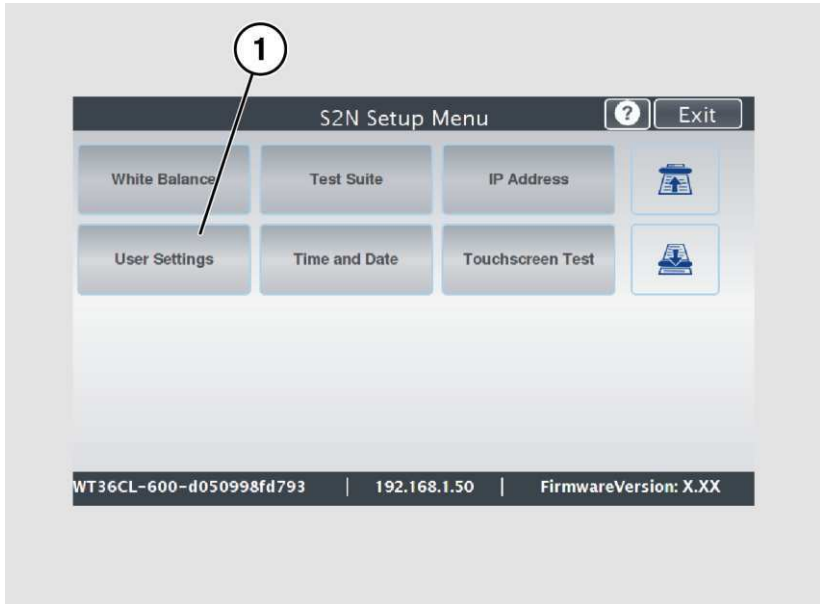 1
S2N Setup Menu ? Exit
White Balance Test Suite IP Address
User Settings Time and Date Touchscreen Test
WT36CL-600-d050998fd793 | 192.168.1.50 | FirmwareVersion: X.XX